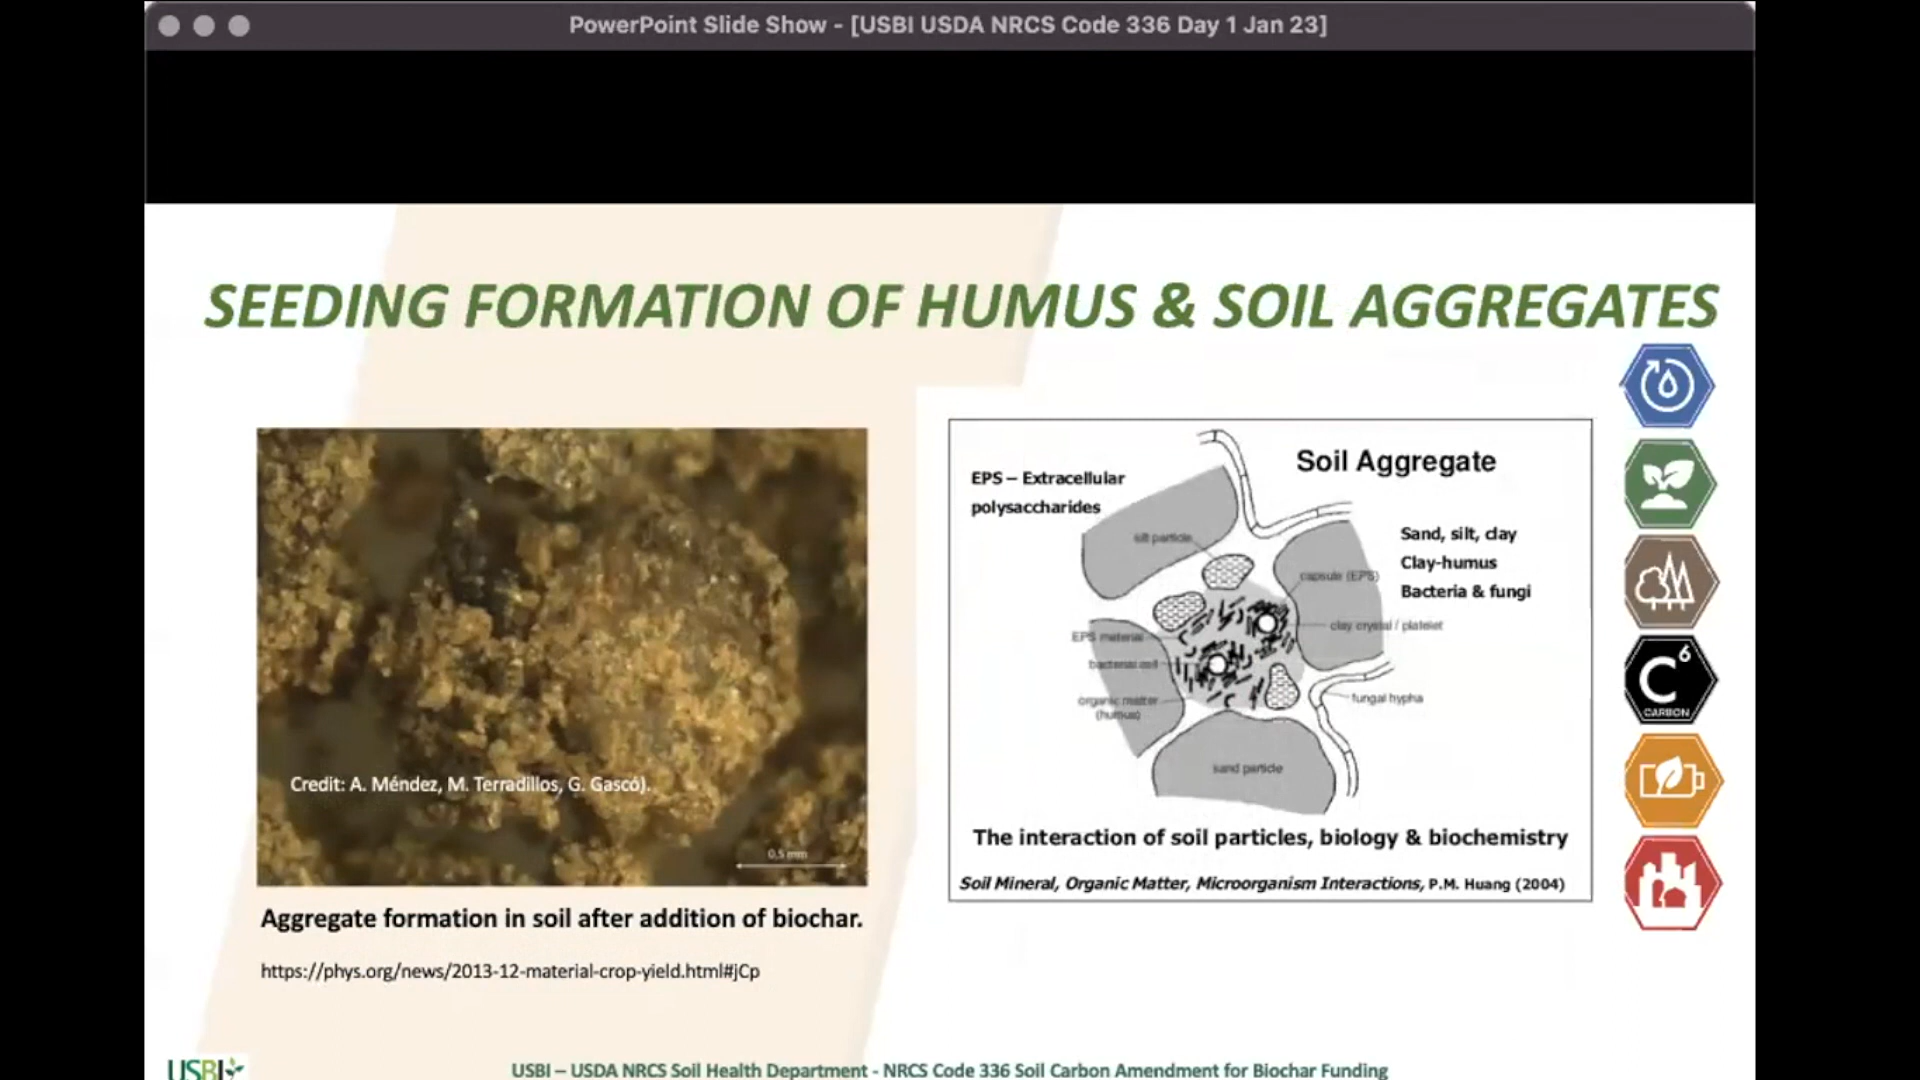 PowerPoint Slide Show - [USBI USDA NRCS Code 336 Day 1 Jan 23]
SEEDING FORMATION OF HUMUS & SOIL AGGREGATES
Credit: A. Méndez, M. Terradillos, G. Gascó).
0,5 mm
Aggregate formation in soil after addition of biochar.
https://phys.org/news/2013-12-material-crop-yield.html#jCp
Soil Aggregate
EPS – Extracellular
polysaccharides
Sand, silt, clay
Clay-humus
Bacteria & fungi
silt particle
capsule (EPS)
clay crystal / platelet
EPS material
bacterial cell
organic matter
(humus)
fungal hypha
sand particle
The interaction of soil particles, biology & biochemistry
Soil Mineral, Organic Matter, Microorganism Interactions, P.M. Huang (2004)
C 6
CARBON
USBI
USBI – USDA NRCS Soil Health Department - NRCS Code 336 Soil Carbon Amendment for Biochar Funding